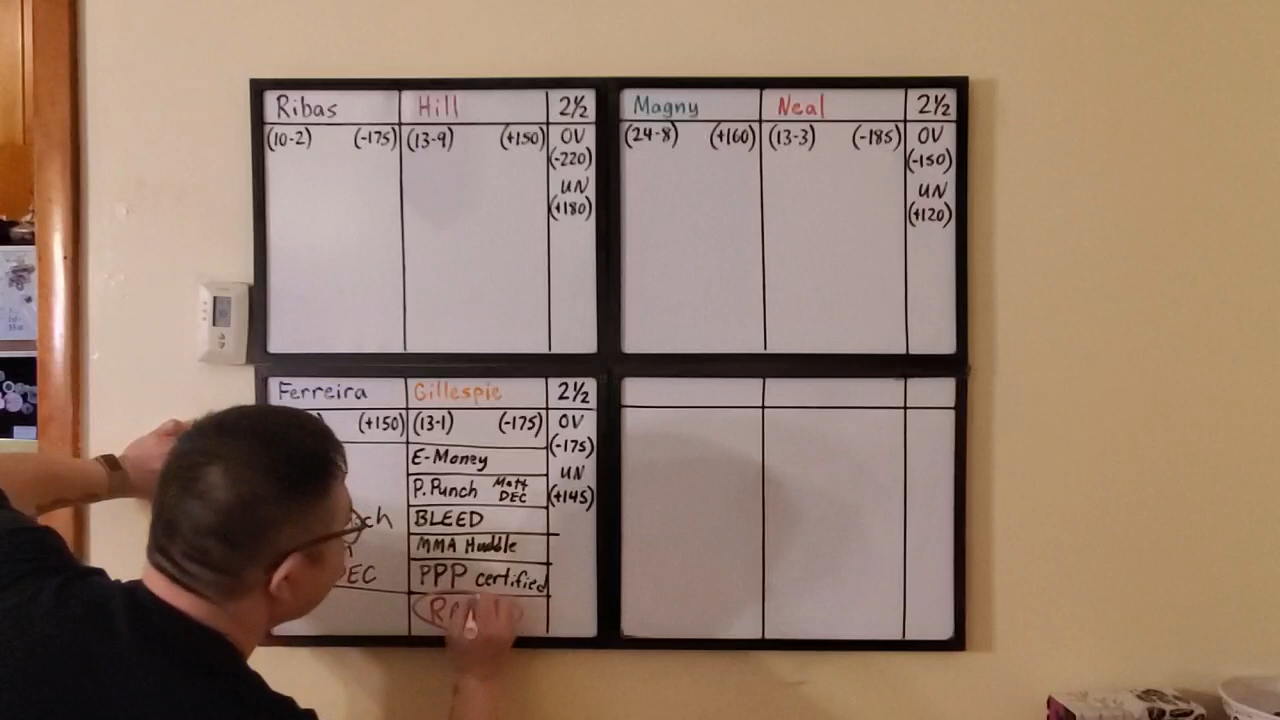 Ribas Hill 2½
(10-2) (-175) (13-9) (+150) OV
(-220)
UN
(+180)
Magny Neal 2½
(24-8) (+160) (13-3) (-185) OV
(-150)
UN
(+120)
Ferreira Gillespie 2½
(+150) (13-1) (-175) OV
(-175)
UN
(+145)
E-Money
P. Punch Matt
DEC
BLEED
MMA Huddle
PPP certified